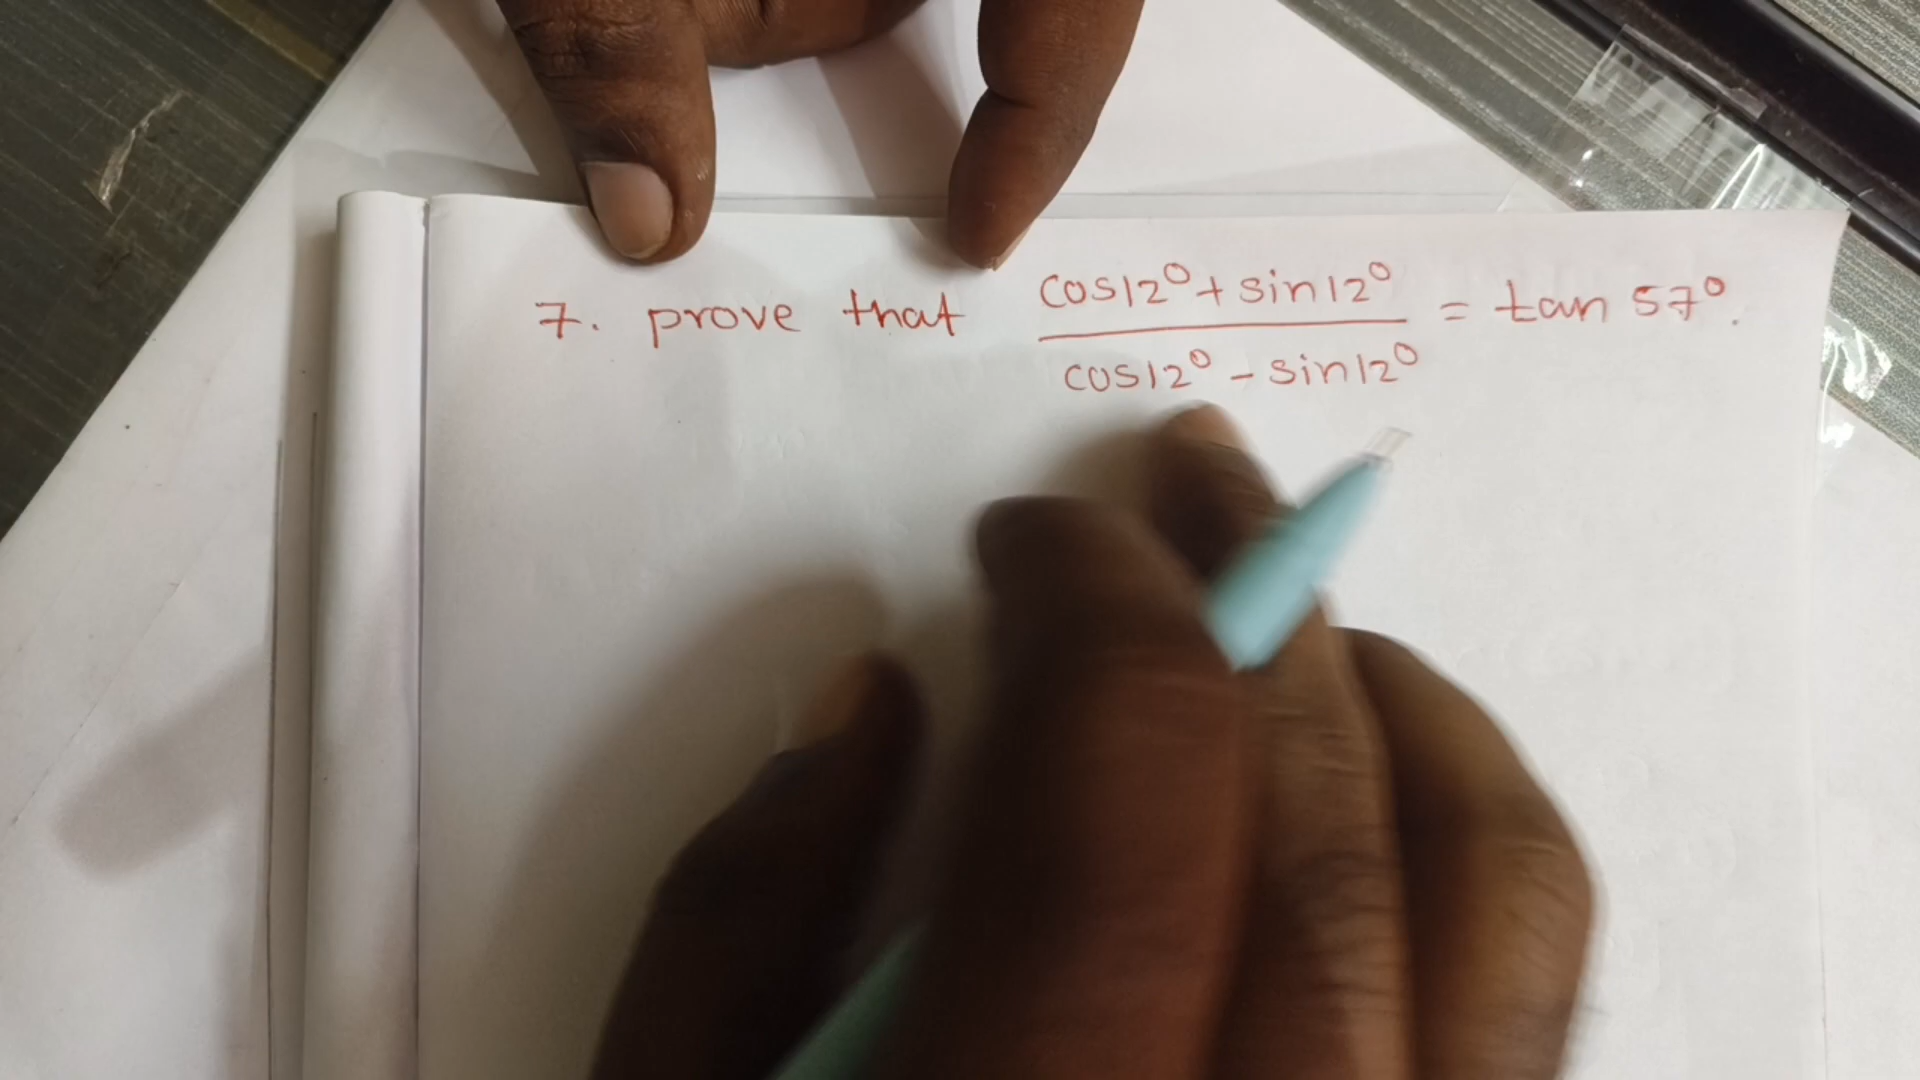 7. prove that cos12° + sin12° / cos12° - sin12° = tan 57°.